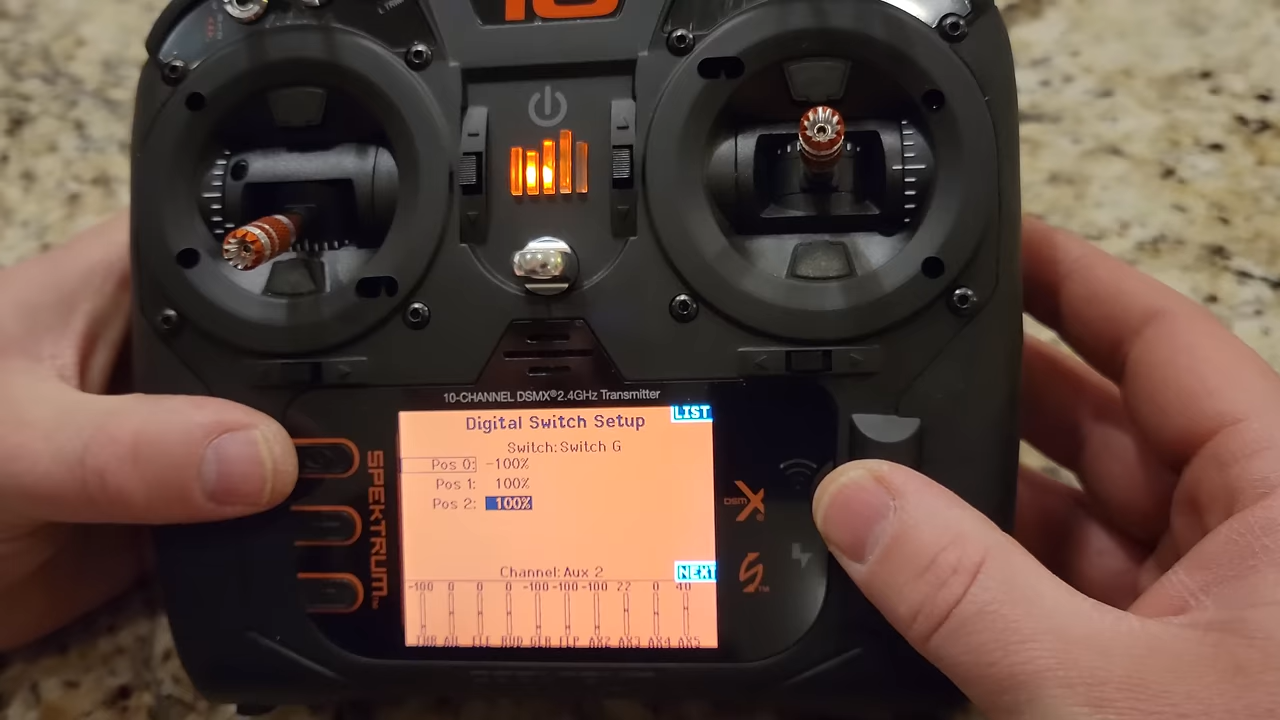 10
10-CHANNEL DSMX®2.4GHz Transmitter
Digital Switch Setup
LIST
Switch: Switch G
Pos 0: -100%
Pos 1: 100%
Pos 2: 100%
Channel: Aux 2
NEXT
-100 0 0 0 -100 -100 -100 22 0 40
THR AIL ELE RUD GER FLP AX2 AX3 AX4 AX5
SPEKTRUM
DSMX®